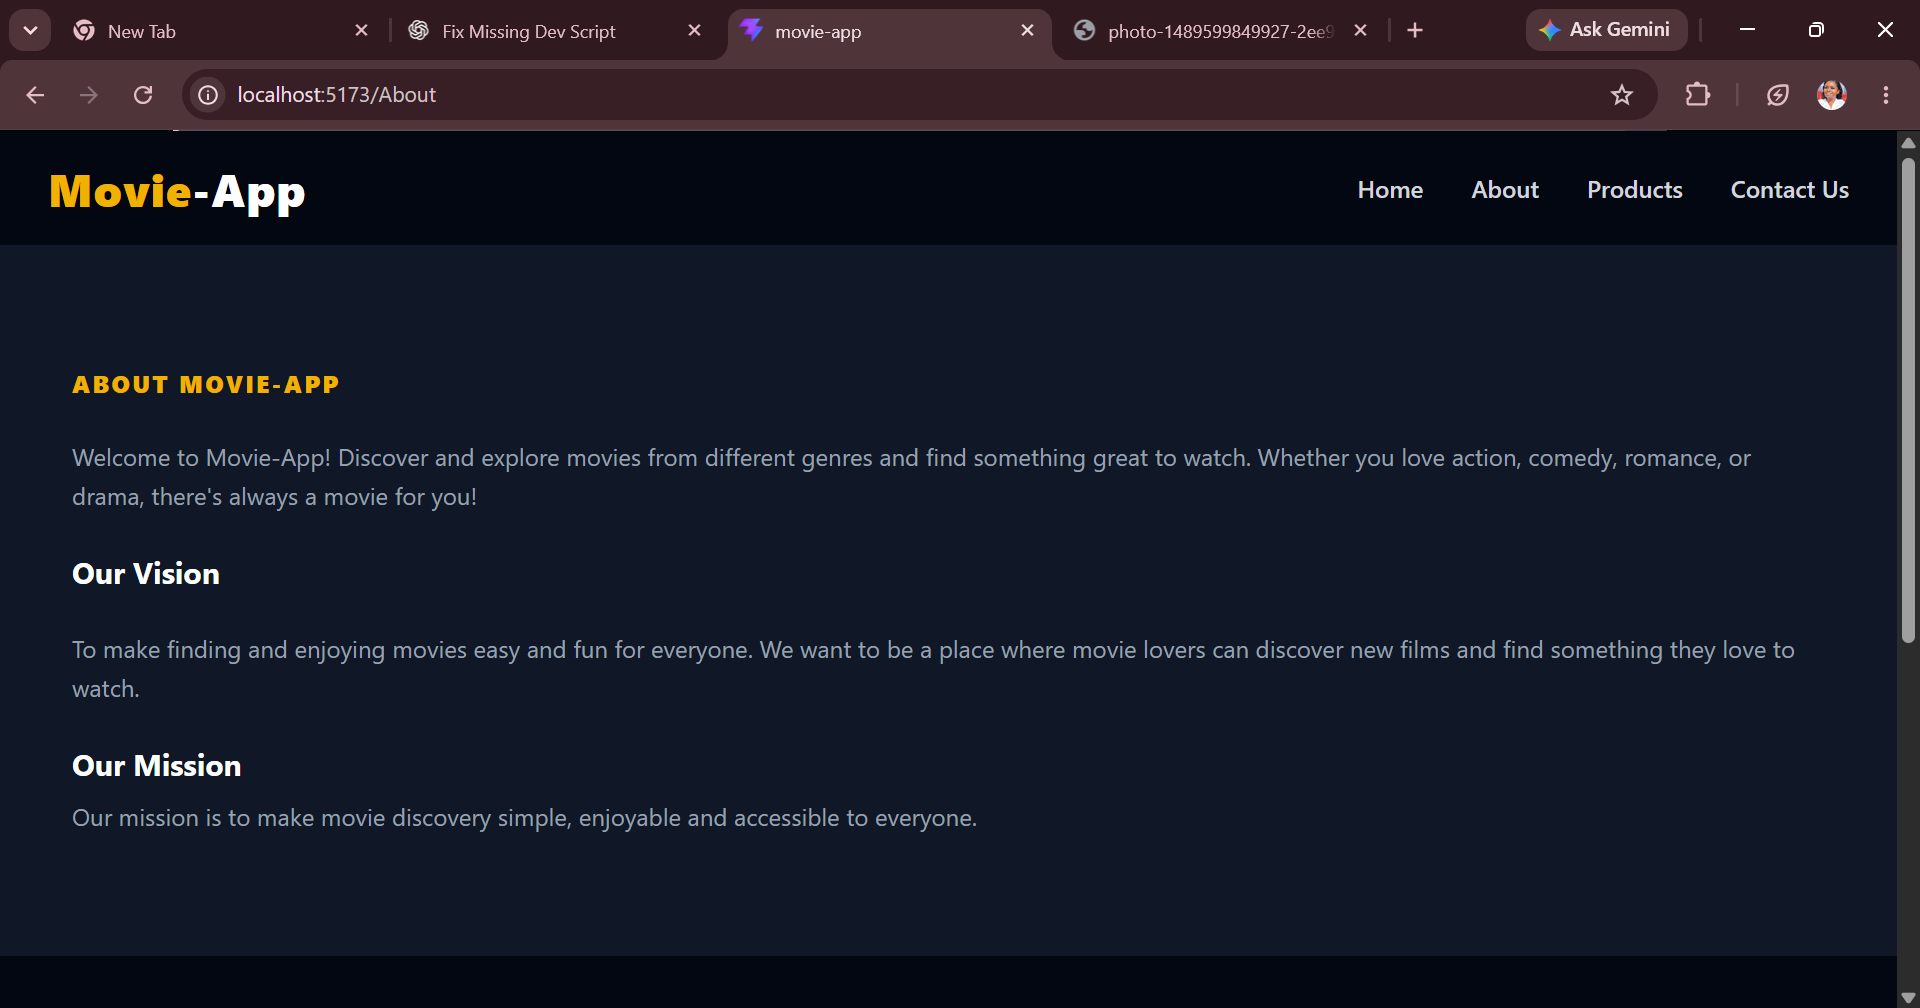 New Tab
Fix Missing Dev Script
movie-app
photo-1489599849927-2ee9
Ask Gemini
localhost:5173/About
Movie-App
Home
About
Products
Contact Us
ABOUT MOVIE-APP
Welcome to Movie-App! Discover and explore movies from different genres and find something great to watch. Whether you love action, comedy, romance, or
drama, there's always a movie for you!
Our Vision
To make finding and enjoying movies easy and fun for everyone. We want to be a place where movie lovers can discover new films and find something they love to
watch.
Our Mission
Our mission is to make movie discovery simple, enjoyable and accessible to everyone.